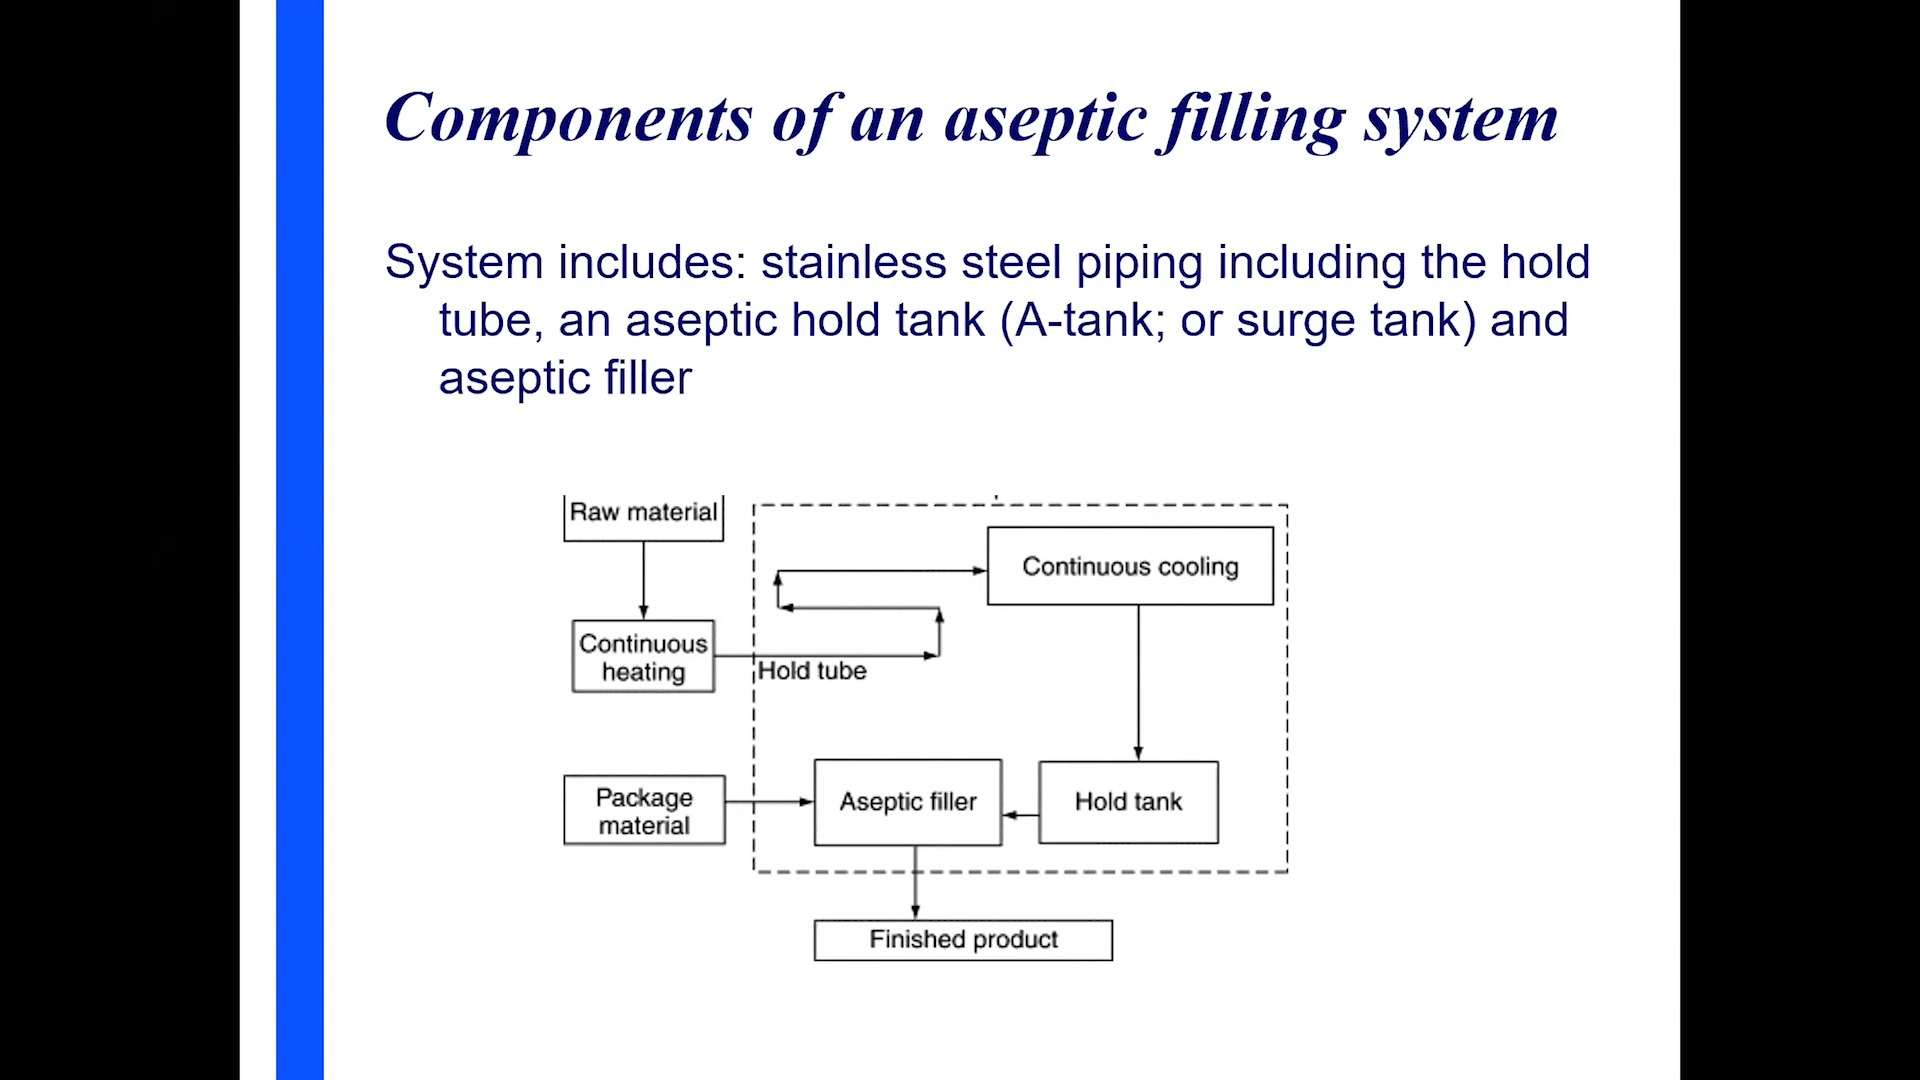 Components of an aseptic filling system
System includes: stainless steel piping including the hold
tube, an aseptic hold tank (A-tank; or surge tank) and
aseptic filler
Raw material
Continuous cooling
Continuous
heating
Hold tube
Package
material
Aseptic filler
Hold tank
Finished product